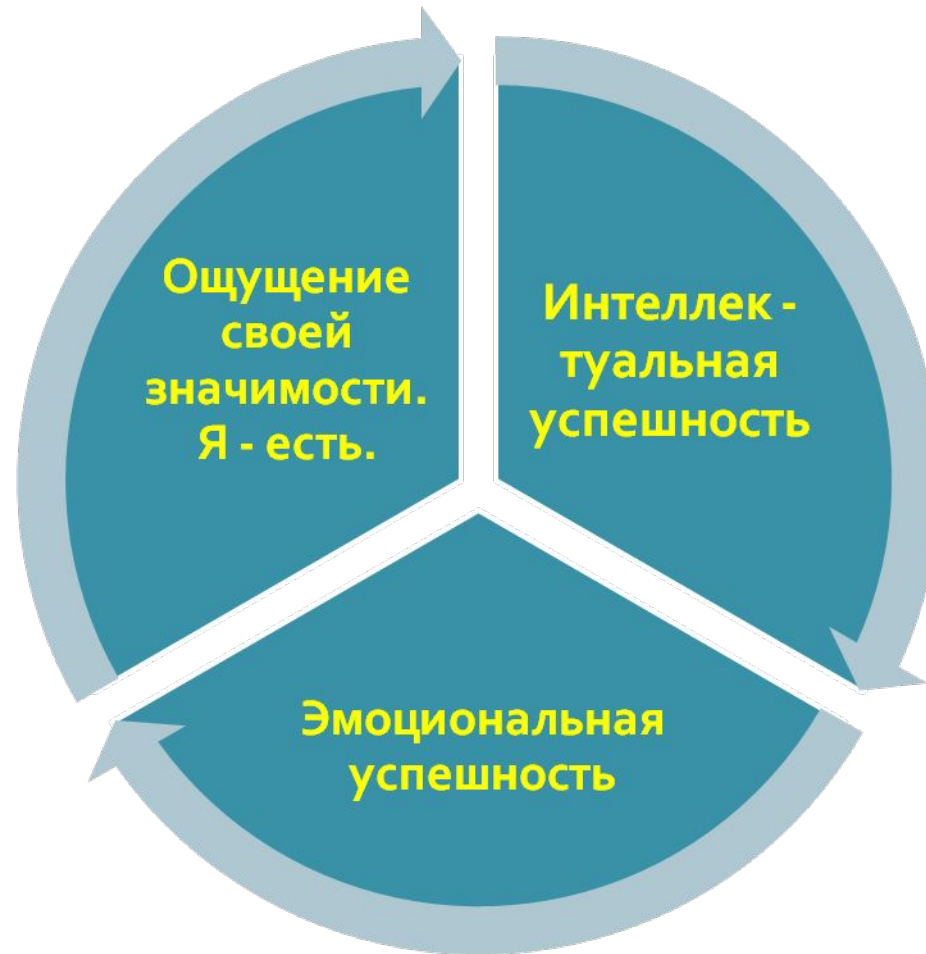 Ощущение
своей
значимости.
Я - есть.
Интеллек -
туальная
успешность
Эмоциональная
успешность